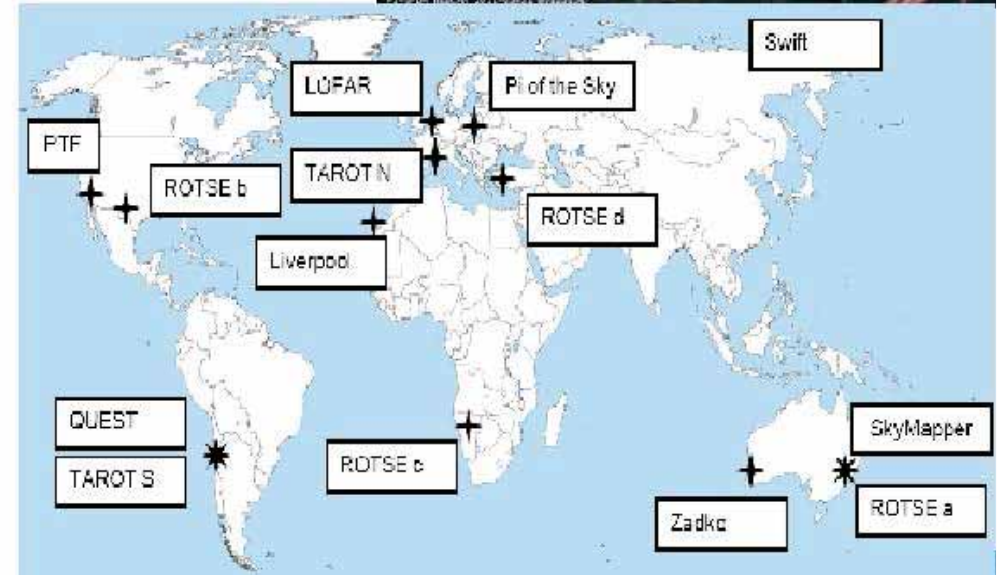 Swift
LOFAR
Pi of the Sky
PTF
ROTSE b
TAROT N
ROTSE d
Liverpool
QUEST
TAROT S
ROTSE c
SkyMapper
ROTSE a
Zadko